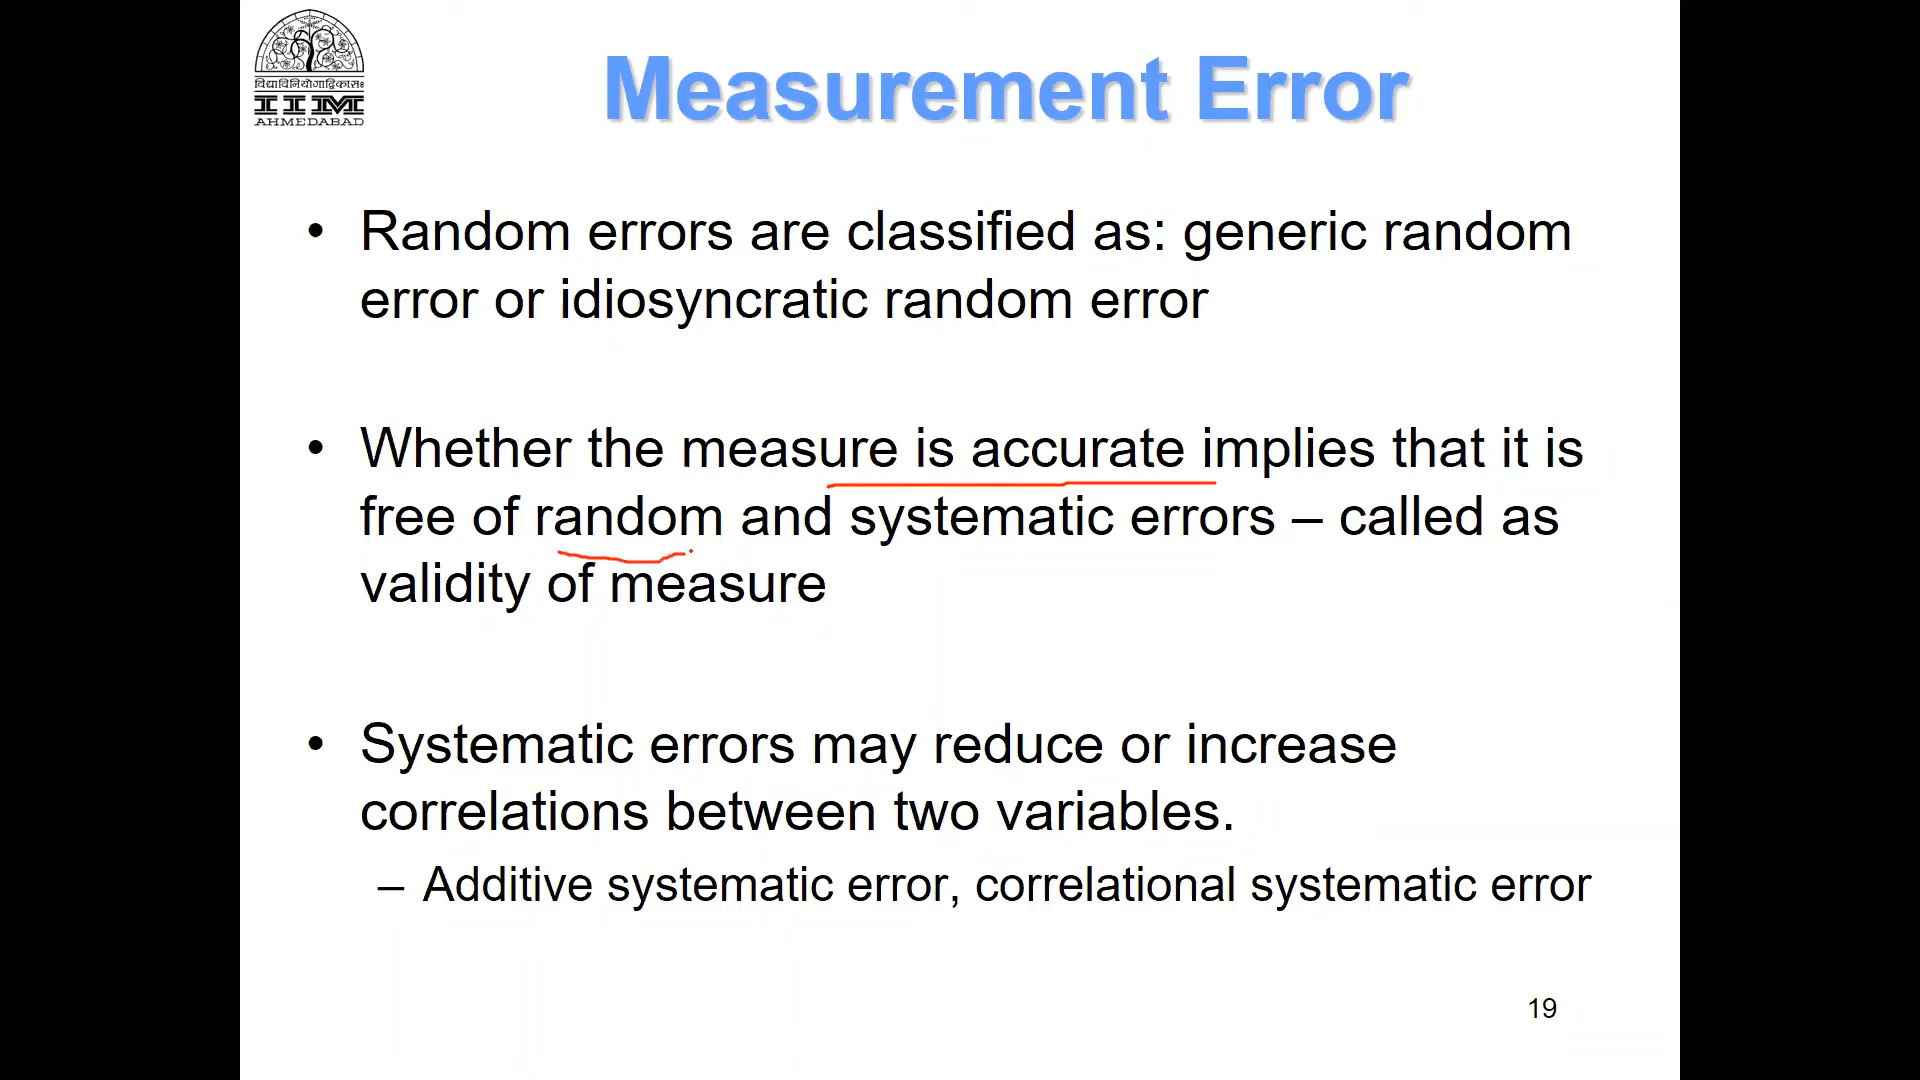 विद्याविनियोगाद्विकासः
IIM
AHMEDABAD
Measurement Error
• Random errors are classified as: generic random
error or idiosyncratic random error
• Whether the measure is accurate implies that it is
free of random and systematic errors – called as
validity of measure
• Systematic errors may reduce or increase
correlations between two variables.
– Additive systematic error, correlational systematic error
19